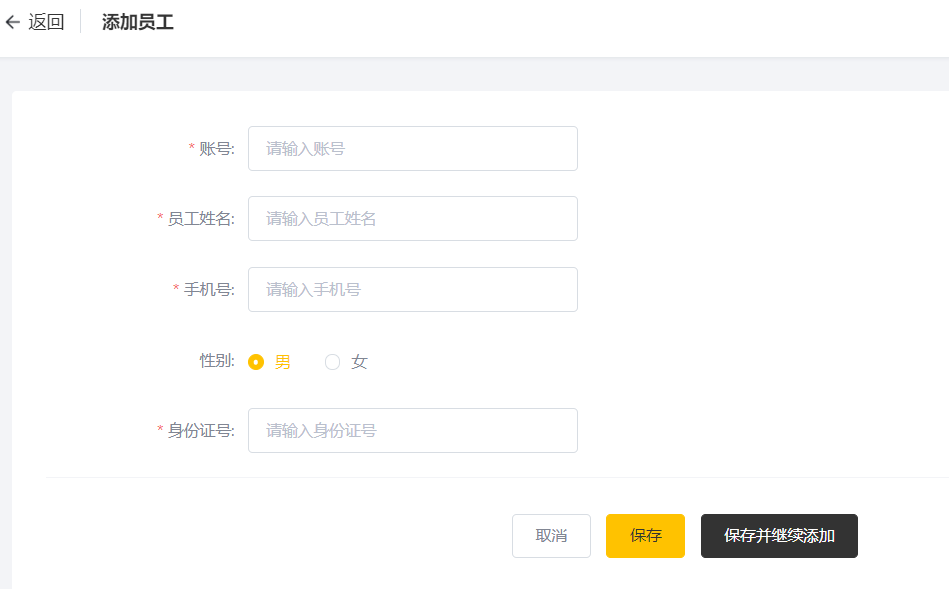 返回 添加员工
* 账号: 请输入账号
* 员工姓名: 请输入员工姓名
* 手机号: 请输入手机号
性别: 男 女
* 身份证号: 请输入身份证号
取消 保存 保存并继续添加